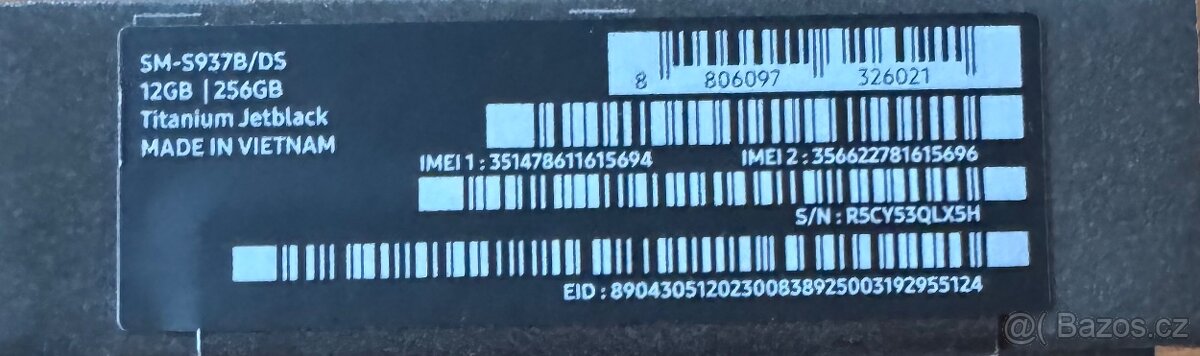 SM-S937B/DS
12GB | 256GB
Titanium Jetblack
MADE IN VIETNAM
8 806097 326021
IMEI 1 : 351478611615694 IMEI 2 : 356622781615696
S/N : R5CY53QLX5H
EID : 89043051202300838925003192955124
@( Bazos.cz